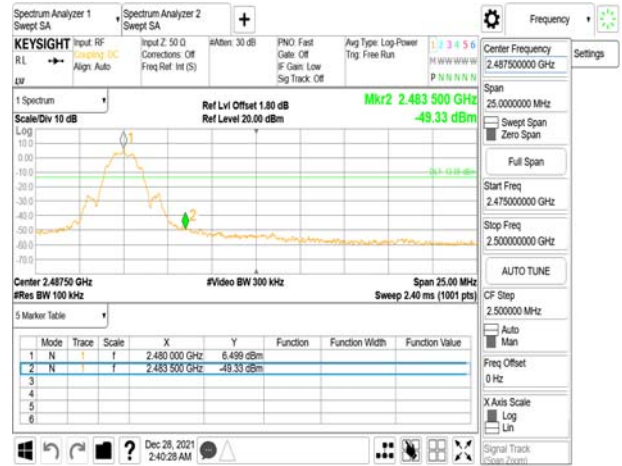 Spectrum Analyzer 1
Swept SA
Spectrum Analyzer 2
Swept SA
Frequency
KEYSIGHT
RL
Input: RF
Coupling: DC
Align: Auto
Input Z: 50 Ω
Corrections: Off
Freq Ref: Int (S)
#Atten: 30 dB
PNO: Fast
Gate: Off
IF Gain: Low
Sig Track: Off
Avg Type: Log-Power
Trig: Free Run
1 2 3 4 5 6
M W W W W W
P N N N N N
Center Frequency
2.487500000 GHz
Settings
Span
25.0000000 MHz
Swept Span
Zero Span
Full Span
Start Freq
2.475000000 GHz
Stop Freq
2.500000000 GHz
AUTO TUNE
CF Step
2.500000 MHz
Auto
Man
Freq Offset
0 Hz
X Axis Scale
Log
Lin
Signal Track
(Span Zoom)
1 Spectrum
Scale/Div 10 dB
Ref Lvl Offset 1.80 dB
Ref Level 20.00 dBm
Mkr2 2.483 500 GHz
-49.33 dBm
Log
10.0
0.00
-10.0
-20.0
-30.0
-40.0
-50.0
-60.0
-70.0
1
2
Center 2.48750 GHz
#Res BW 100 kHz
#Video BW 300 kHz
Span 25.00 MHz
Sweep 2.40 ms (1001 pts)
5 Marker Table
Mode Trace Scale X Y Function Function Width Function Value
1 N 1 f 2.480 000 GHz 6.499 dBm
2 N 1 f 2.483 500 GHz -49.33 dBm
3
4
5
6
Dec 28, 2021
2:40:28 AM